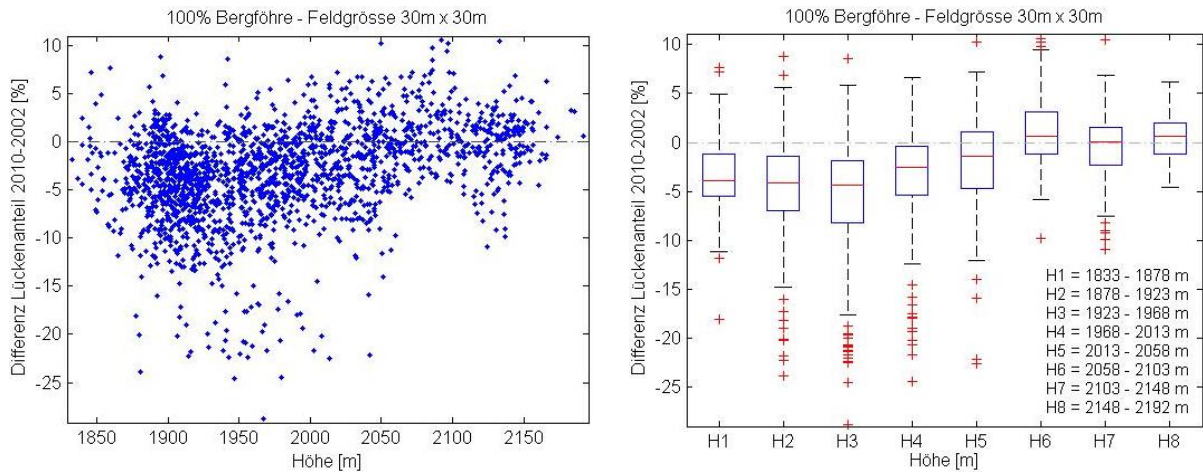 100% Bergföhre - Feldgrösse 30m x 30m
Differenz Lückenanteil 2010-2002 [%]
10
5
0
-5
-10
-15
-20
-25
1850 1900 1950 2000 2050 2100 2150
Höhe [m]
100% Bergföhre - Feldgrösse 30m x 30m
Differenz Lückenanteil 2010-2002 [%]
10
5
0
-5
-10
-15
-20
-25
H1 = 1833 - 1878 m
H2 = 1878 - 1923 m
H3 = 1923 - 1968 m
H4 = 1968 - 2013 m
H5 = 2013 - 2058 m
H6 = 2058 - 2103 m
H7 = 2103 - 2148 m
H8 = 2148 - 2192 m
H1 H2 H3 H4 H5 H6 H7 H8
Höhe [m]